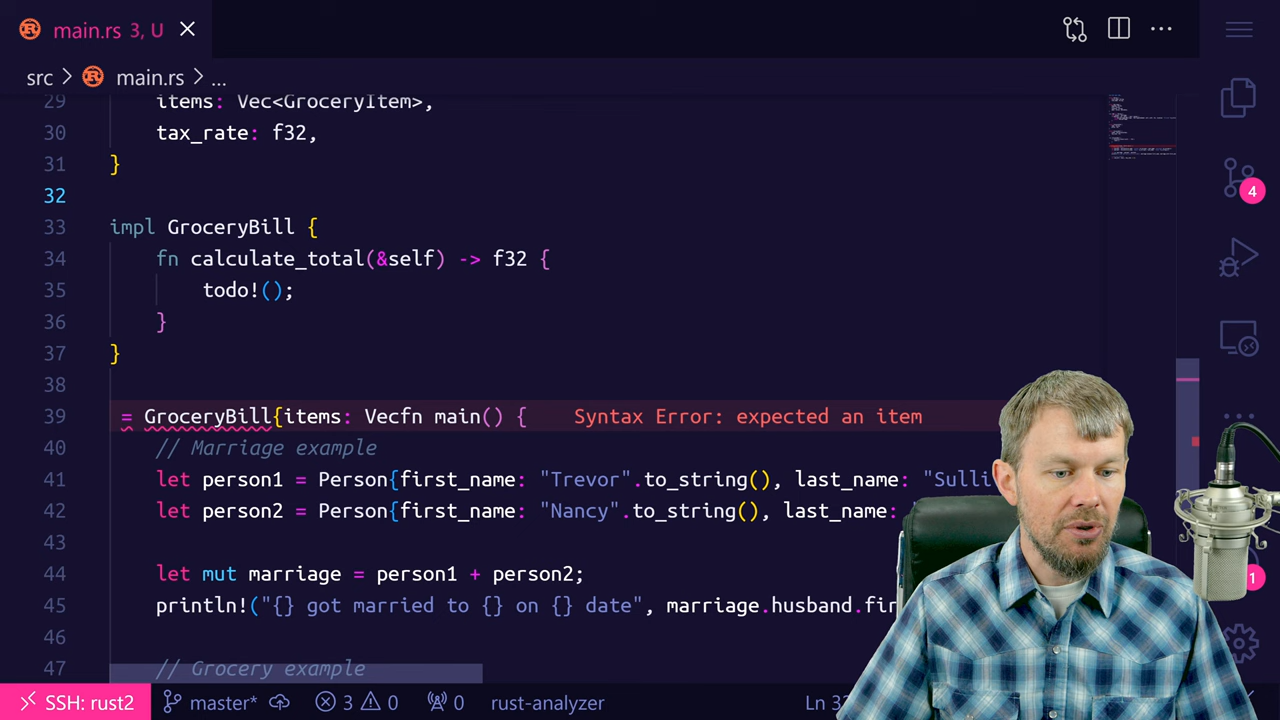 main.rs 3, U
src > main.rs > ...
29 items: Vec<GroceryItem>,
30 tax_rate: f32,
31 }
32
33 impl GroceryBill {
34 fn calculate_total(&self) -> f32 {
35 todo!();
36 }
37 }
38
39 = GroceryBill{items: Vecfn main() { Syntax Error: expected an item
40 // Marriage example
41 let person1 = Person{first_name: "Trevor".to_string(), last_name: "Sulli
42 let person2 = Person{first_name: "Nancy".to_string(), last_name:
43
44 let mut marriage = person1 + person2;
45 println!("{} got married to {} on {} date", marriage.husband.fir
46
47 // Grocery example
4
1
SSH: rust2 master* 3 0 0 rust-analyzer Ln 32